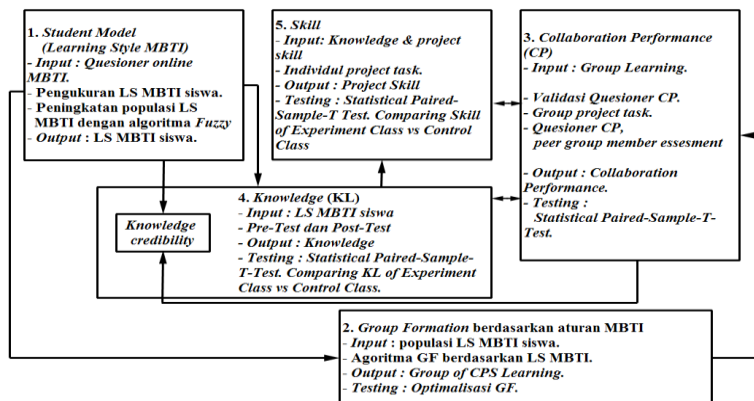 1. Student Model
(Learning Style MBTI)
- Input : Quesioner online
MBTI.
- Pengukuran LS MBTI siswa.
- Peningkatan populasi LS
MBTI dengan algoritma Fuzzy
- Output : LS MBTI siswa.
5. Skill
- Input: Knowledge & project
skill
- Individul project task.
- Output : Project Skill
- Testing : Statistical Paired-
Sample-T Test. Comparing Skill
of Experiment Class vs Control
Class
3. Collaboration Performance
(CP)
- Input : Group Learning.
- Validasi Quesioner CP.
- Group project task.
- Quesioner CP,
peer group member essesment
- Output : Collaboration
Performance.
- Testing :
Statistical Paired-Sample-T-
Test.
4. Knowledge (KL)
- Input : LS MBTI siswa
- Pre-Test dan Post-Test
- Output : Knowledge
- Testing : Statistical Paired-Sample-
T-Test. Comparing KL of Experiment
Class vs Control Class.
Knowledge
credibility
2. Group Formation berdasarkan aturan MBTI
- Input : populasi LS MBTI siswa.
- Agoritma GF berdasarkan LS MBTI.
- Output : Group of CPS Learning.
- Testing : Optimalisasi GF.